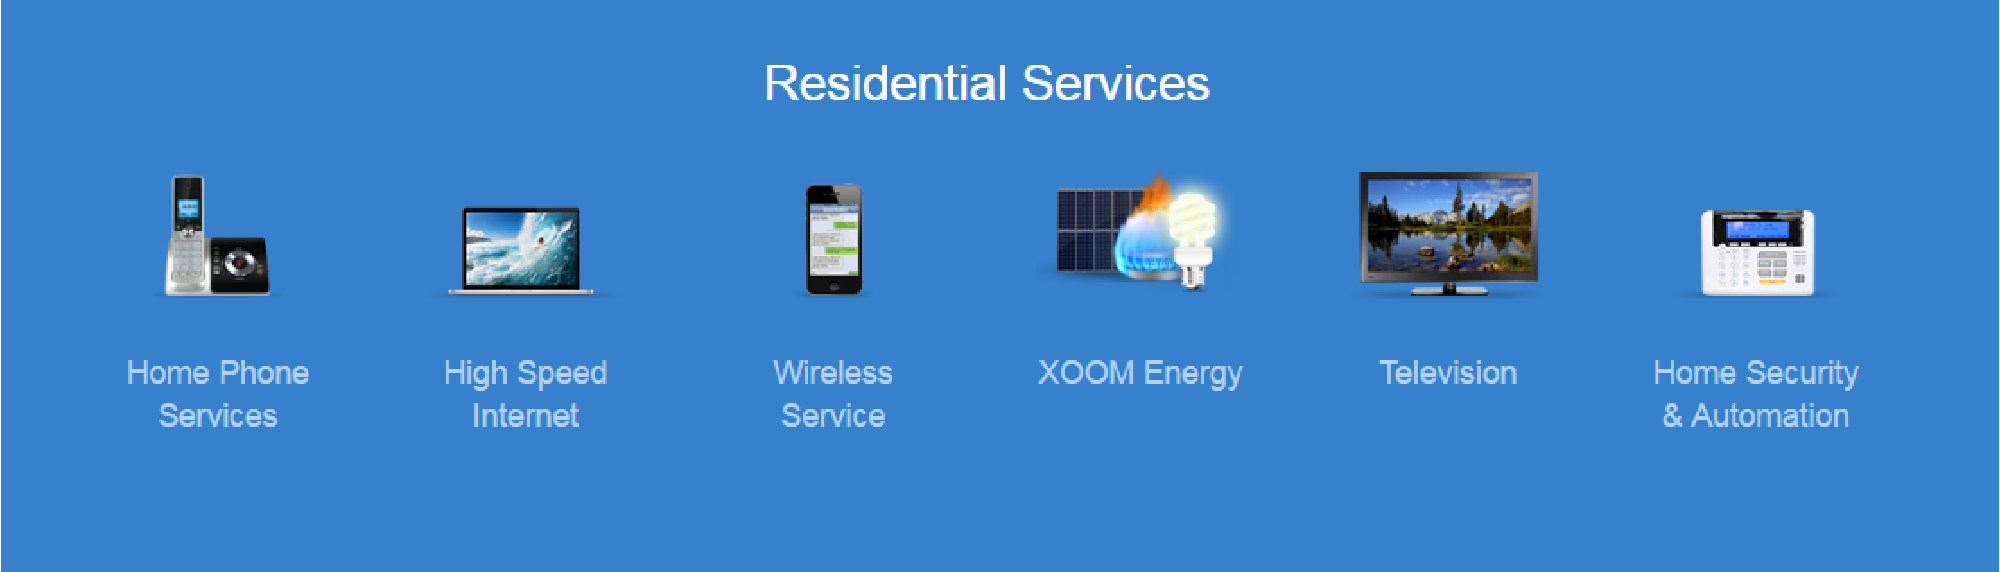 Residential Services
Home Phone
Services
High Speed
Internet
Wireless
Service
XOOM Energy
Television
Home Security
& Automation